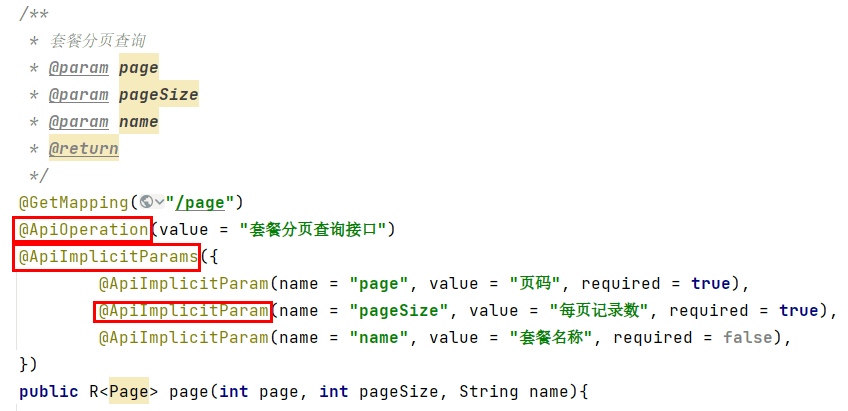 /**
 * 套餐分页查询
 * @param page
 * @param pageSize
 * @param name
 * @return
 */
@GetMapping("/page")
@ApiOperation(value = "套餐分页查询接口")
@ApiImplicitParams({
        @ApiImplicitParam(name = "page", value = "页码", required = true),
        @ApiImplicitParam(name = "pageSize", value = "每页记录数", required = true),
        @ApiImplicitParam(name = "name", value = "套餐名称", required = false),
})
public R<Page> page(int page, int pageSize, String name){